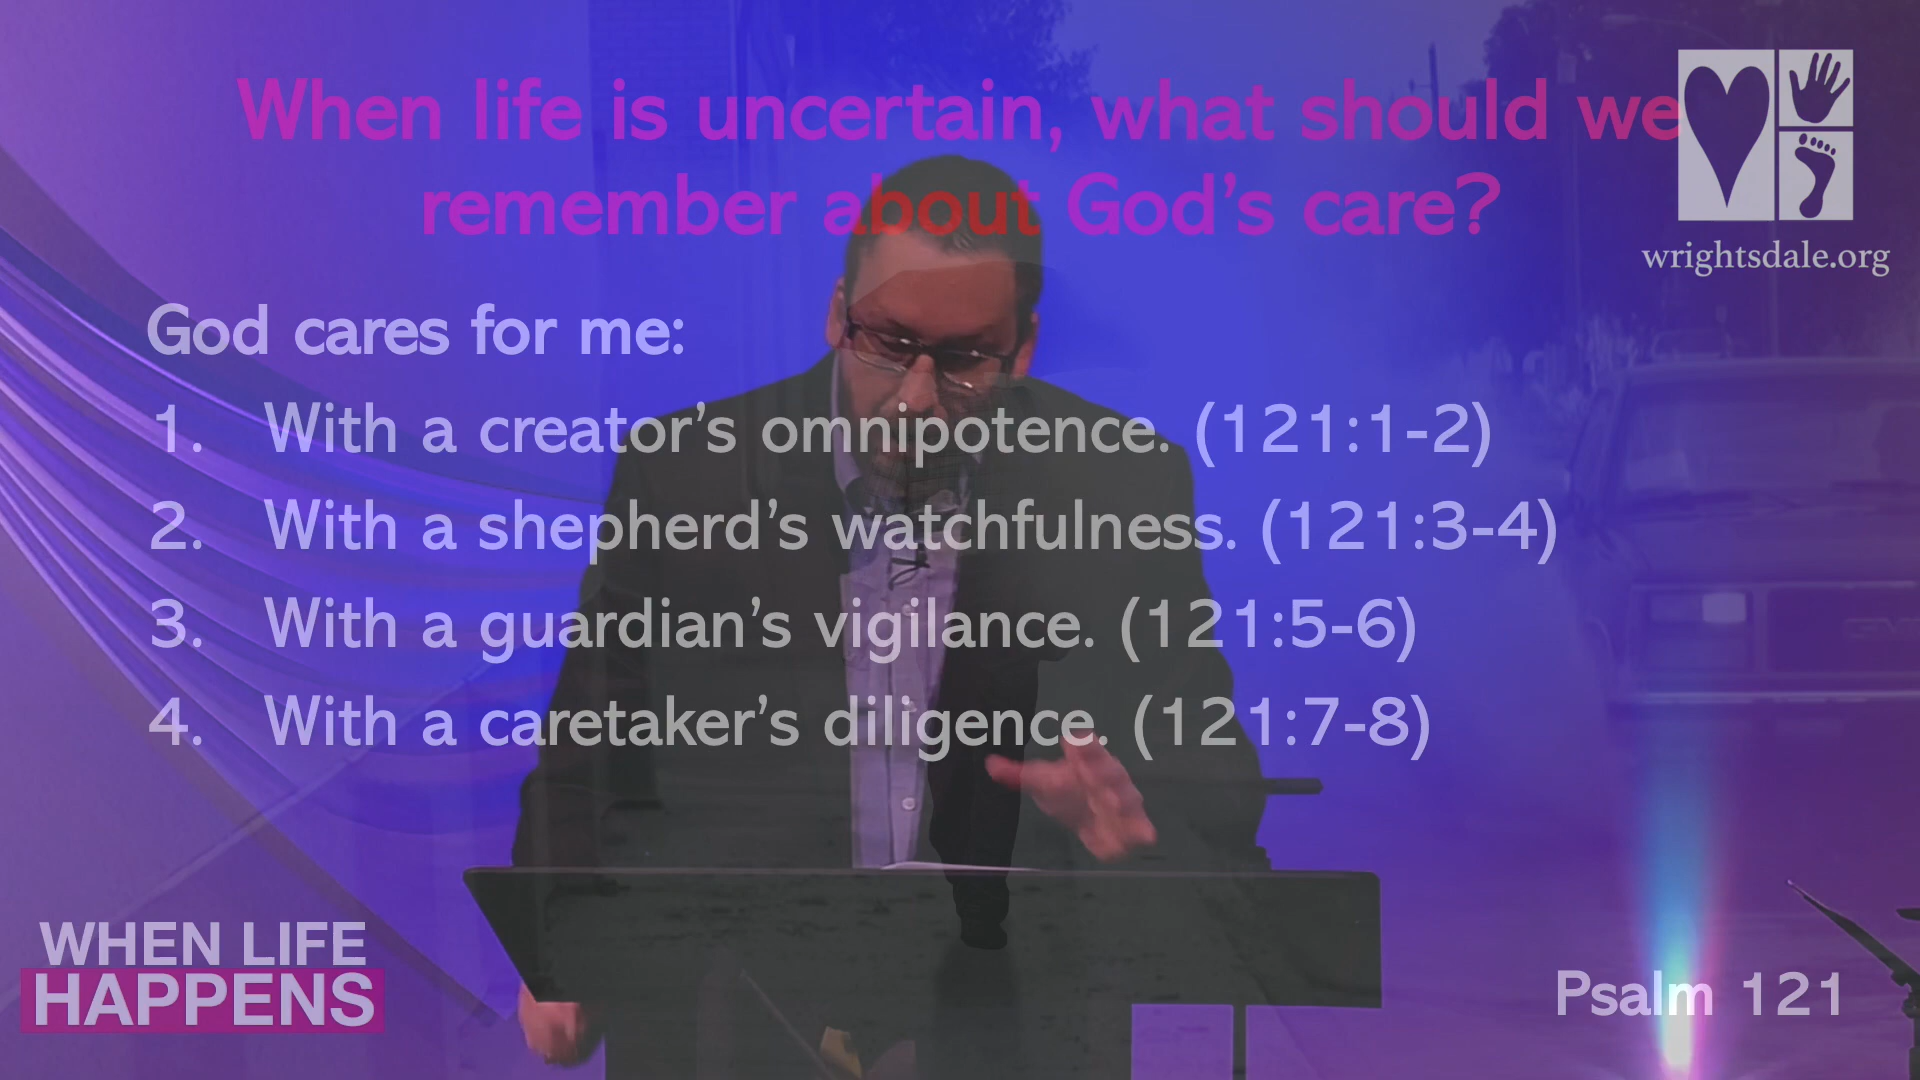 When life is uncertain, what should we
remember about God’s care?
wrightsdale.org
God cares for me:
1. With a creator’s omnipotence. (121:1-2)
2. With a shepherd’s watchfulness. (121:3-4)
3. With a guardian’s vigilance. (121:5-6)
4. With a caretaker’s diligence. (121:7-8)
WHEN LIFE
HAPPENS
Psalm 121